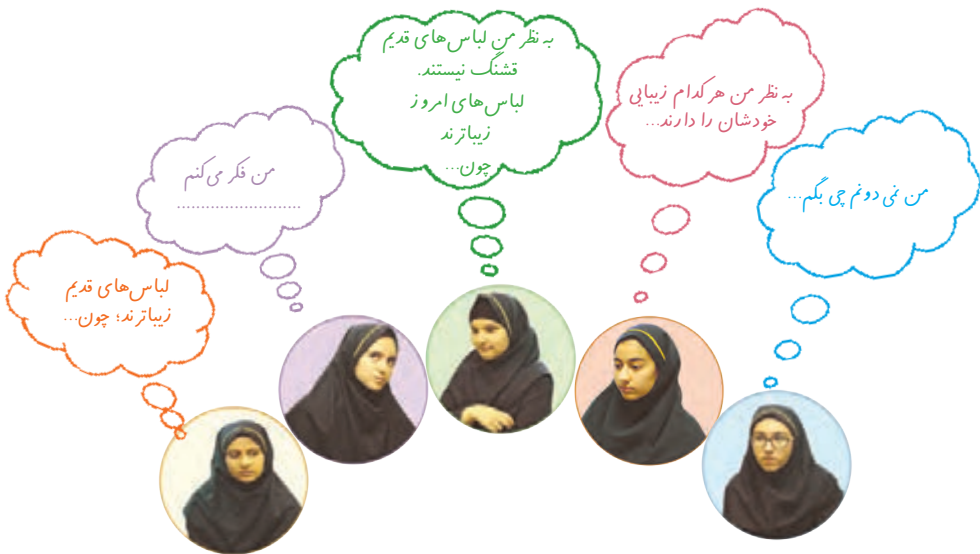 به نظر من لباس‌های قدیم
قشنگ نیستند.
لباس‌های امروز
زیباترند
چون...
به نظر من هر کدام زیبایی
خودشان را دارند...
من نمی دونم چی بگم...
من فکر می‌کنم
........................
لباس‌های قدیم
زیباترند؛ چون...